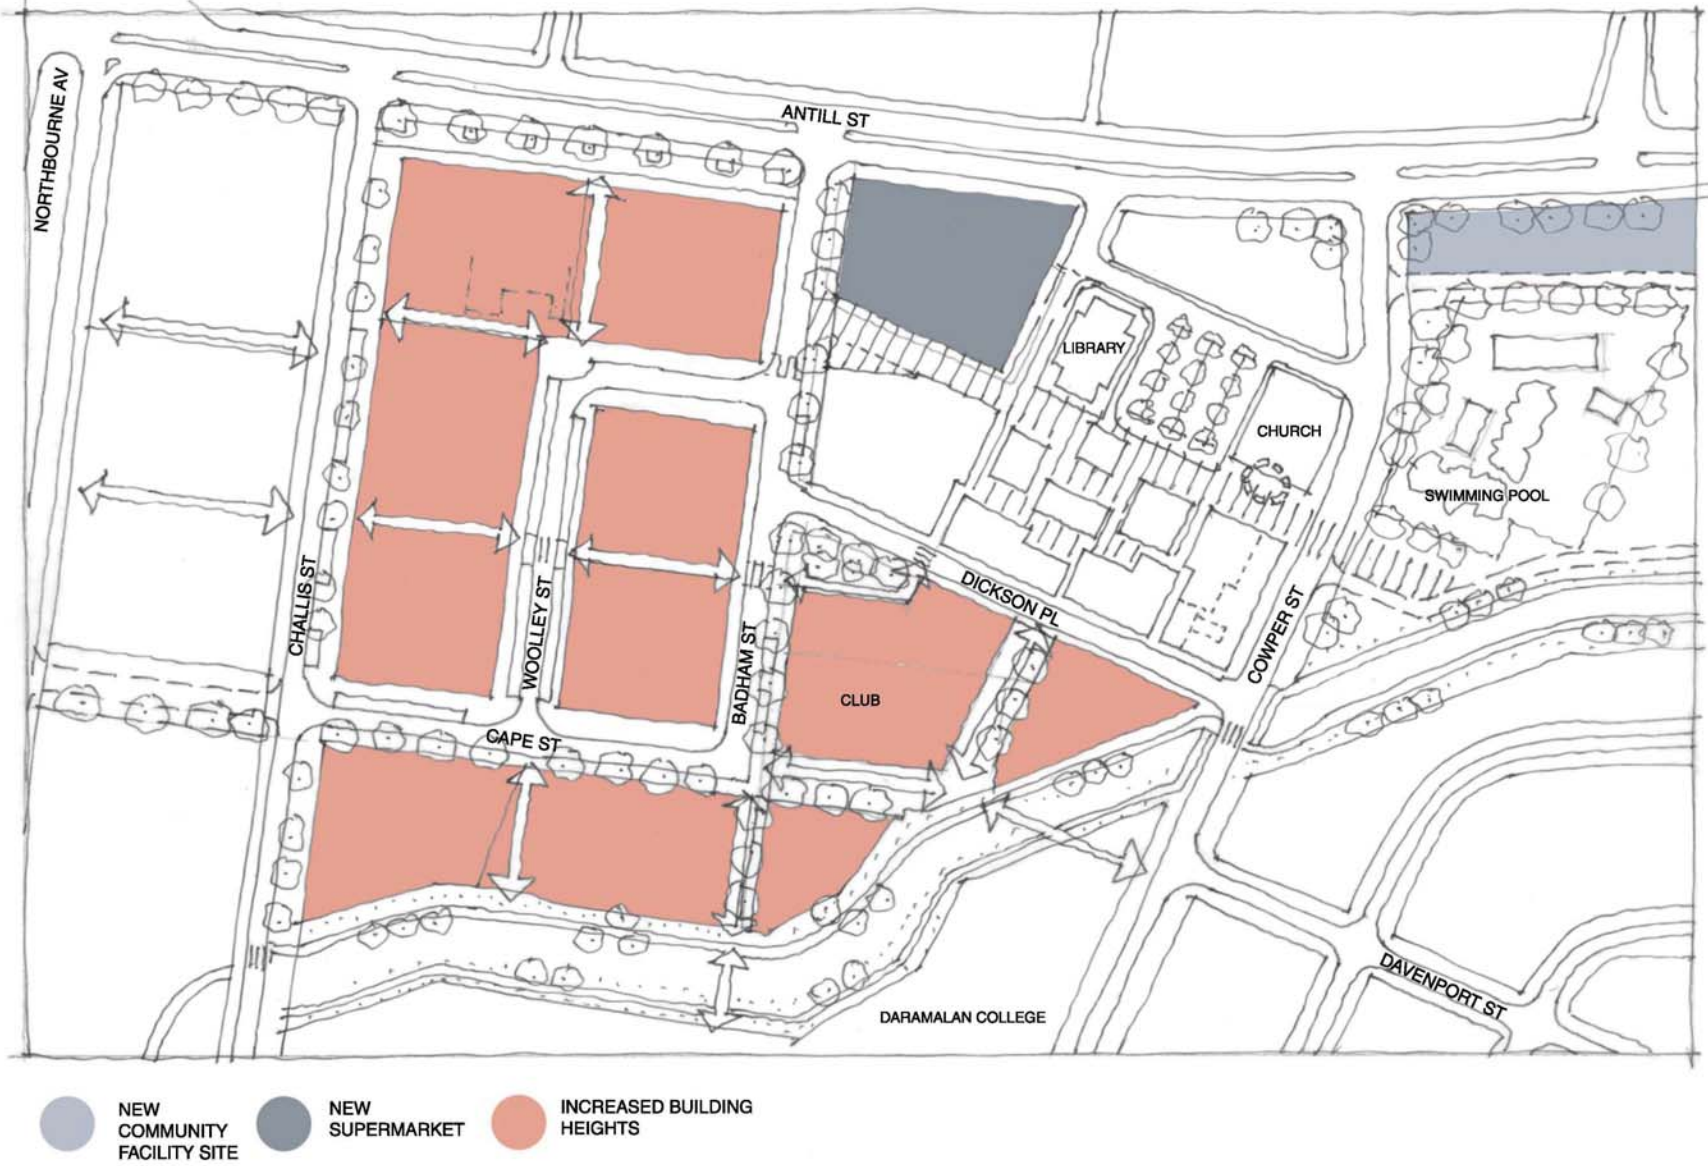 NORTHBOURNE AV
ANTILL ST
LIBRARY
CHURCH
SWIMMING POOL
CHALLIS ST
WOOLLEY ST
BADHAM ST
DICKSON PL
COWPER ST
CLUB
CAPE ST
DAVENPORT ST
DARAMALAN COLLEGE
NEW
COMMUNITY
FACILITY SITE
NEW
SUPERMARKET
INCREASED BUILDING
HEIGHTS